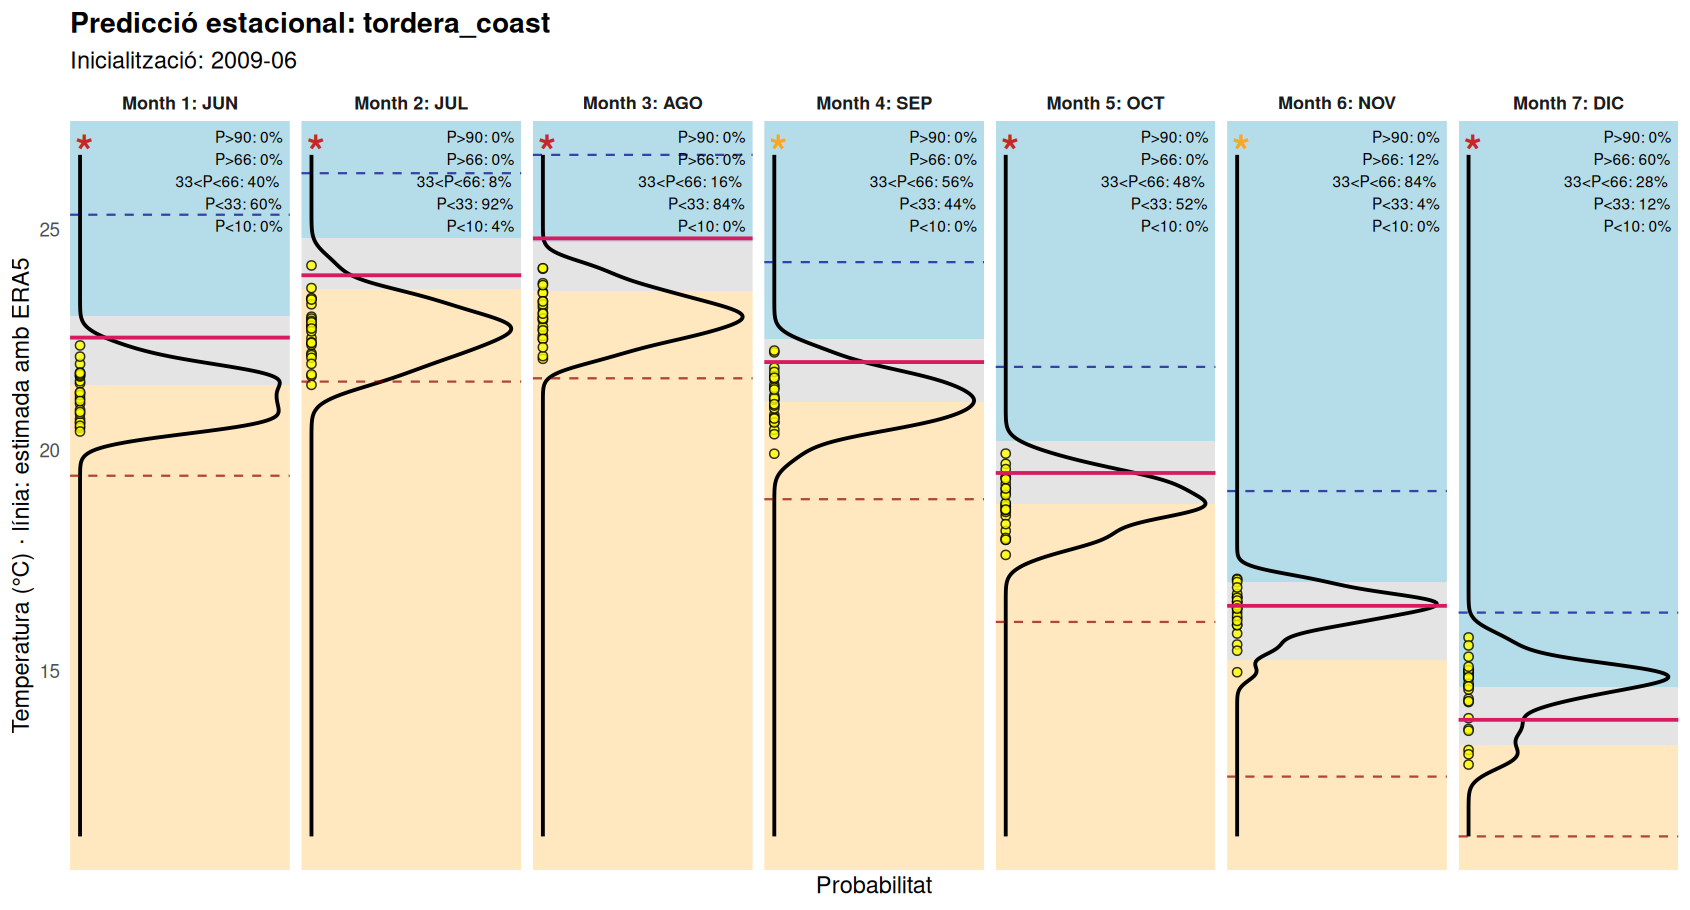 Predicció estacional: tordera_coast
Inicialització: 2009-06
Month 1: JUN
Month 2: JUL
Month 3: AGO
Month 4: SEP
Month 5: OCT
Month 6: NOV
Month 7: DIC
*
P>90: 0%
P>66: 0%
33<P<66: 40%
P<33: 60%
P<10: 0%
*
P>90: 0%
P>66: 0%
33<P<66: 8%
P<33: 92%
P<10: 4%
*
P>90: 0%
P>66: 0%
33<P<66: 16%
P<33: 84%
P<10: 0%
*
P>90: 0%
P>66: 0%
33<P<66: 56%
P<33: 44%
P<10: 0%
*
P>90: 0%
P>66: 0%
33<P<66: 48%
P<33: 52%
P<10: 0%
*
P>90: 0%
P>66: 12%
33<P<66: 84%
P<33: 4%
P<10: 0%
*
P>90: 0%
P>66: 60%
33<P<66: 28%
P<33: 12%
P<10: 0%
25
20
15
Temperatura (°C) · línia: estimada amb ERA5
Probabilitat